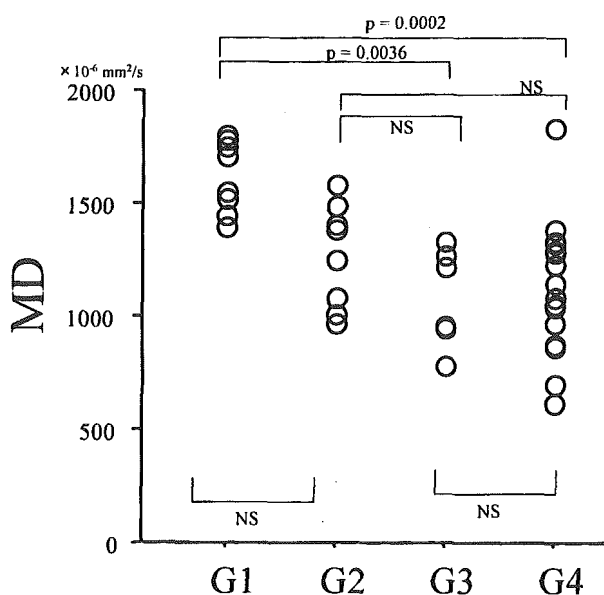 p = 0.0002
p = 0.0036
× 10⁻⁶ mm²/s
NS
NS
2000
1500
MD
1000
500
NS
NS
0
G1 G2 G3 G4